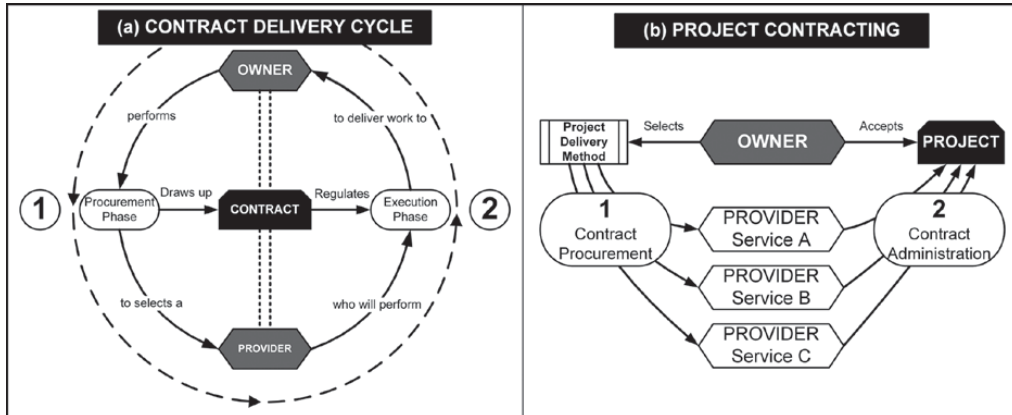 (a) CONTRACT DELIVERY CYCLE
OWNER
performs
to deliver work to
1
Procurement
Phase
Draws up
CONTRACT
Regulates
Execution
Phase
2
to selects a
who will perform
PROVIDER
(b) PROJECT CONTRACTING
Project
Delivery
Method
Selects
OWNER
Accepts
PROJECT
1
Contract
Procurement
PROVIDER
Service A
PROVIDER
Service B
PROVIDER
Service C
2
Contract
Administration